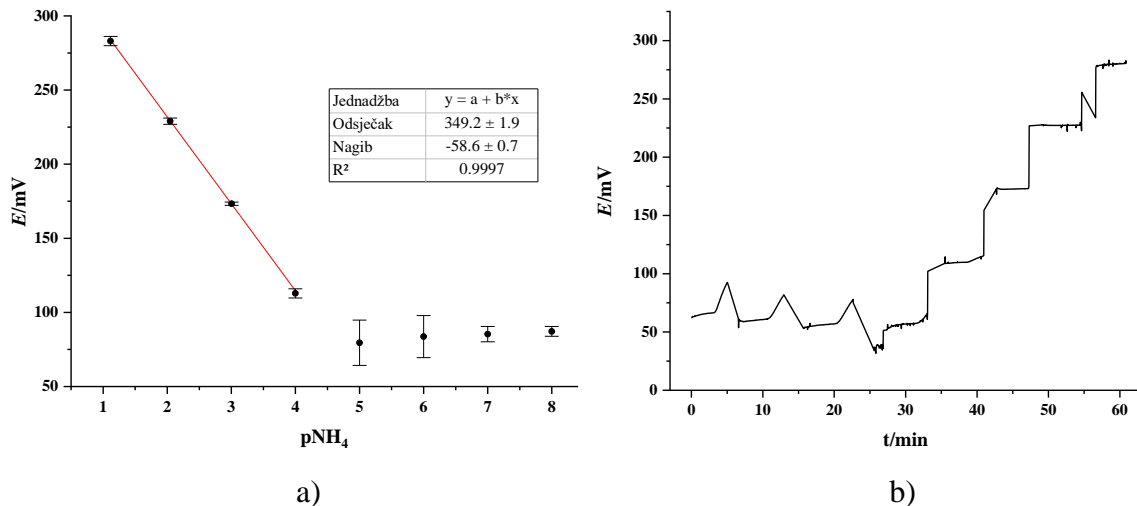 300
250
200
150
100
50
E/mV
1 2 3 4 5 6 7 8
pNH₄
Jednadžba y = a + b*x
Odsječak 349.2 ± 1.9
Nagib -58.6 ± 0.7
R² 0.9997
a)
300
250
200
150
100
50
0
E/mV
0 10 20 30 40 50 60
t/min
b)